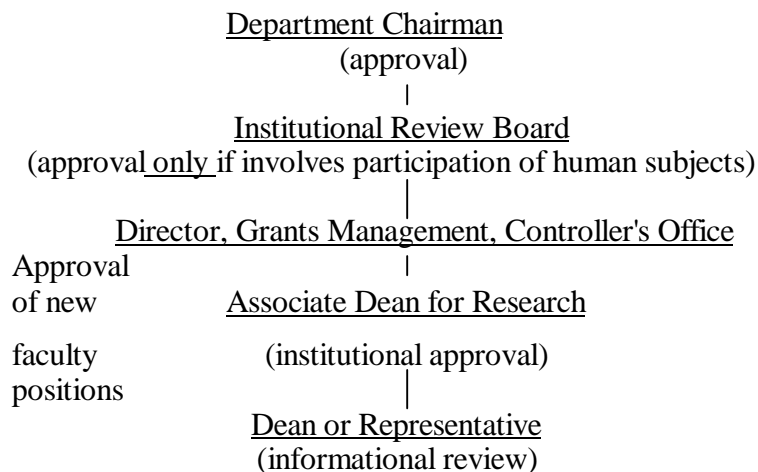 Department Chairman
(approval)
Institutional Review Board
(approval only if involves participation of human subjects)
Director, Grants Management, Controller's Office
Approval
of new
Associate Dean for Research
faculty
(institutional approval)
positions
Dean or Representative
(informational review)